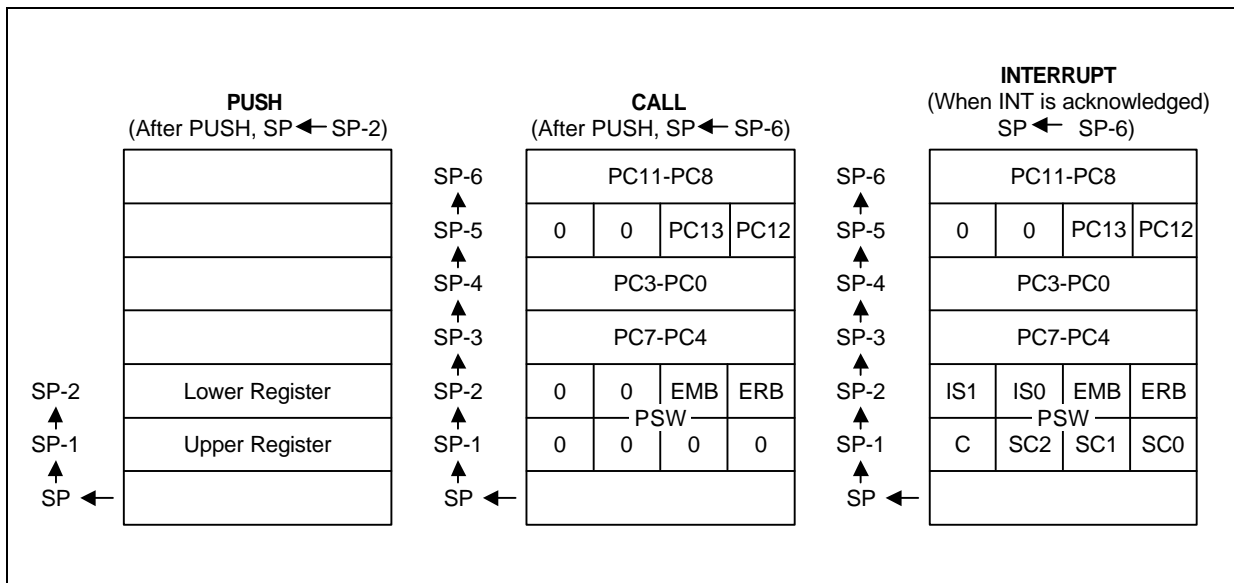 PUSH
(After PUSH, SP ← SP-2)
SP-2 Lower Register
SP-1 Upper Register
SP
CALL
(After PUSH, SP ← SP-6)
SP-6 PC11-PC8
SP-5 0 0 PC13 PC12
SP-4 PC3-PC0
SP-3 PC7-PC4
SP-2 0 0 EMB ERB
PSW
SP-1 0 0 0 0
SP
INTERRUPT
(When INT is acknowledged)
SP ← SP-6)
SP-6 PC11-PC8
SP-5 0 0 PC13 PC12
SP-4 PC3-PC0
SP-3 PC7-PC4
SP-2 IS1 IS0 EMB ERB
PSW
SP-1 C SC2 SC1 SC0
SP